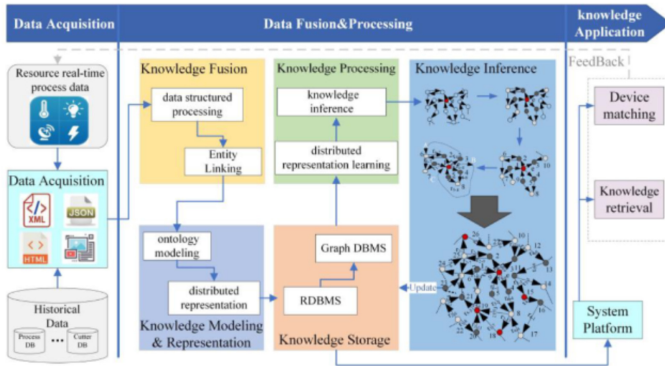 Data Acquisition
Data Fusion&Processing
knowledge
Application
Resource real-time
process data
Data Acquisition
XML
JSON
HTML
Historical
Data
Process
DB
Cutter
DB
Knowledge Fusion
data structured
processing
Entity
Linking
ontology
modeling
distributed
representation
Knowledge Modeling
& Representation
Knowledge Processing
knowledge
inference
distributed
representation learning
Graph DBMS
RDBMS
Knowledge Storage
Knowledge Inference
Update
FeedBack
Device
matching
Knowledge
retrieval
System
Platform